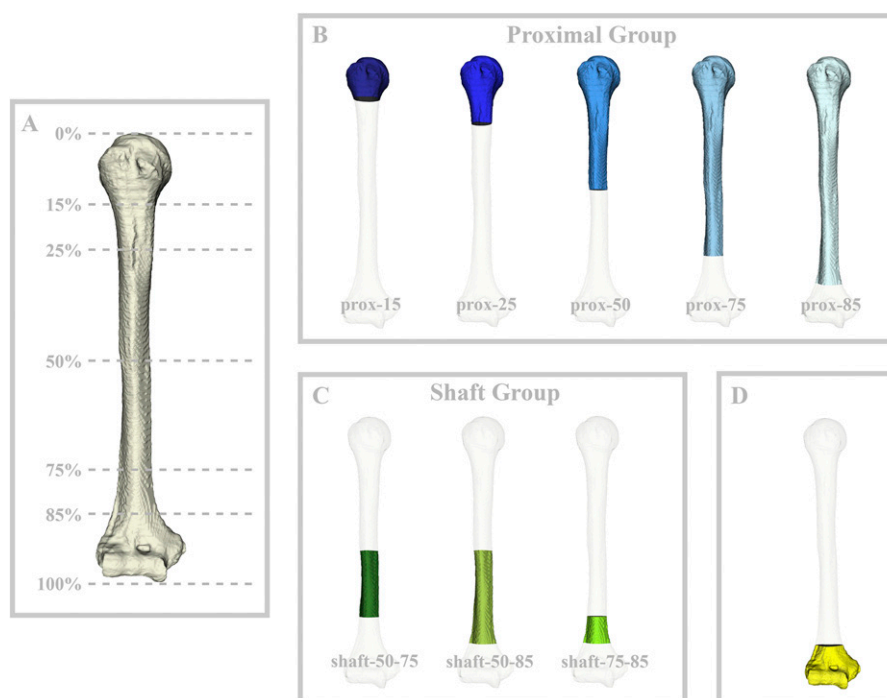 A
0%
15%
25%
50%
75%
85%
100%
B Proximal Group
prox-15 prox-25 prox-50 prox-75 prox-85
C Shaft Group
shaft-50-75 shaft-50-85 shaft-75-85
D